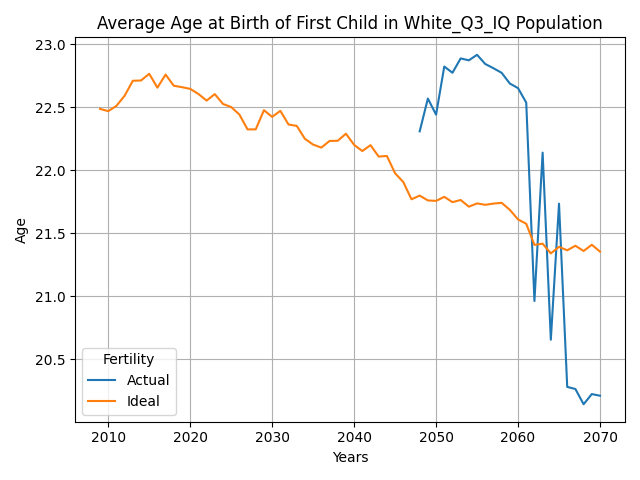 Average Age at Birth of First Child in White_Q3_IQ Population
23.0
22.5
22.0
21.5
21.0
20.5
Age
Fertility
Actual
Ideal
2010 2020 2030 2040 2050 2060 2070
Years